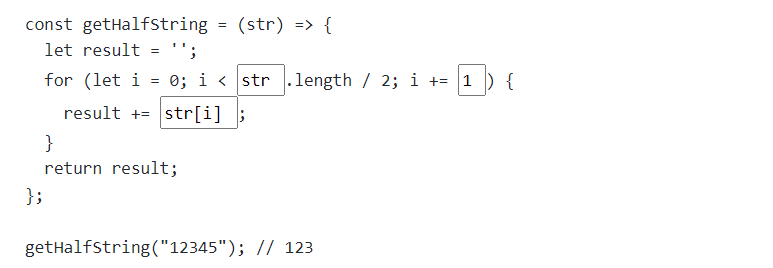 const getHalfString = (str) => {
  let result = '';
  for (let i = 0; i < str .length / 2; i += 1 ) {
    result += str[i] ;
  }
  return result;
};

getHalfString("12345"); // 123